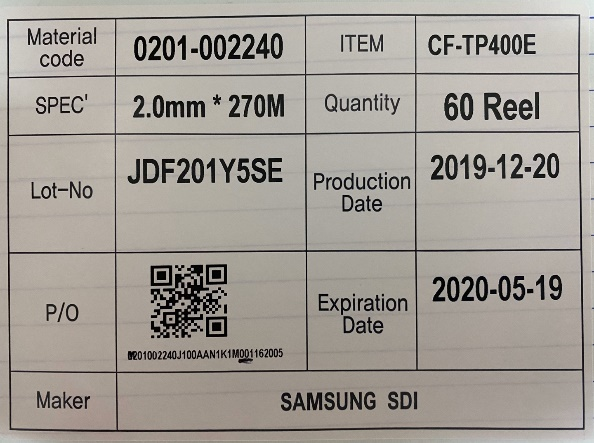 Material code 0201-002240 ITEM CF-TP400E
SPEC' 2.0mm * 270M Quantity 60 Reel
Lot-No JDF201Y5SE Production Date 2019-12-20
P/O Expiration Date 2020-05-19
201002240J100AAN1K1M001162005
Maker SAMSUNG SDI